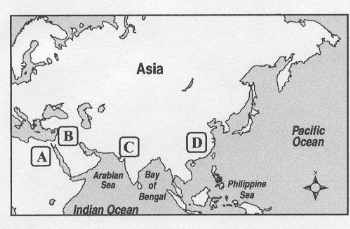 Asia
B
A
C
D
Pacific
Ocean
Arabian
Sea
Bay
of
Bengal
Philippine
Sea
Indian Ocean
N